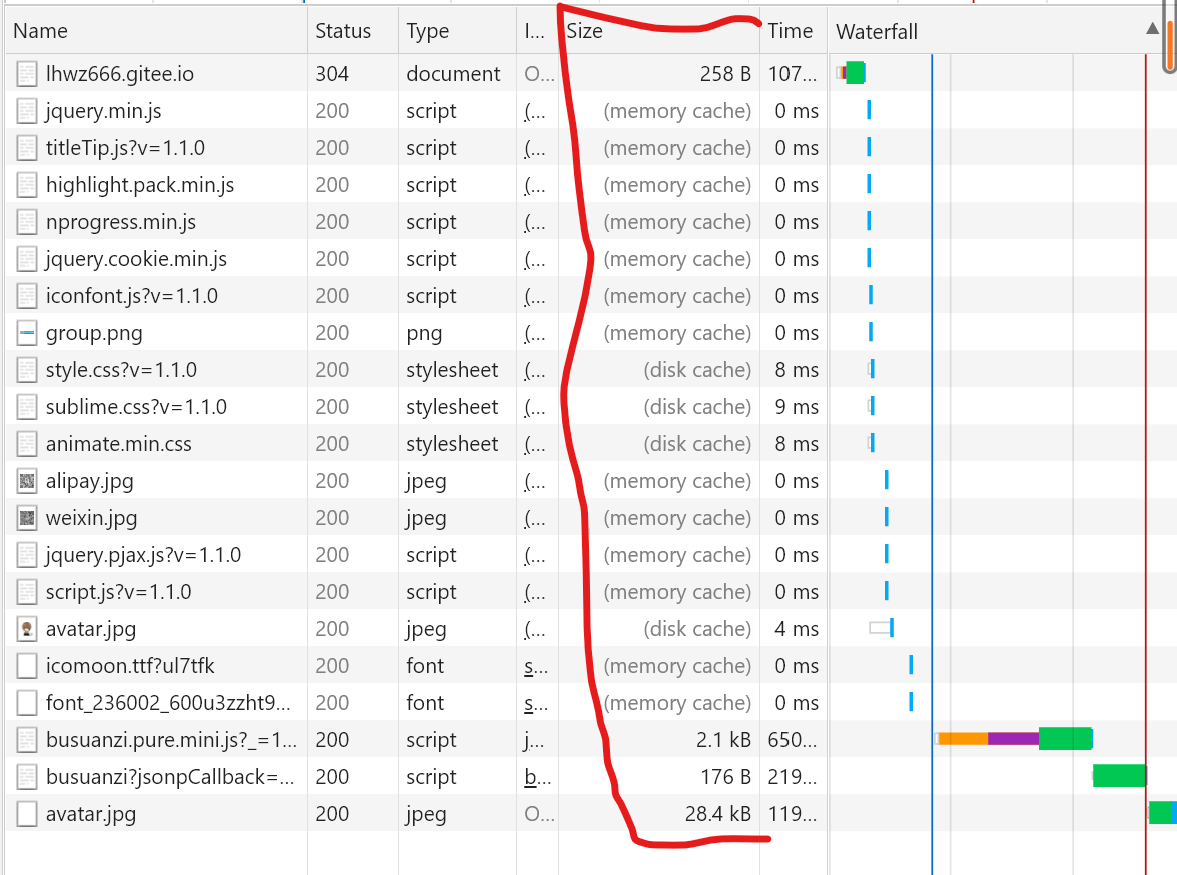 Name Status Type I... Size Time Waterfall
lhwz666.gitee.io 304 document O... 258 B 107...
jquery.min.js 200 script (... (memory cache) 0 ms
titleTip.js?v=1.1.0 200 script (... (memory cache) 0 ms
highlight.pack.min.js 200 script (... (memory cache) 0 ms
nprogress.min.js 200 script (... (memory cache) 0 ms
jquery.cookie.min.js 200 script (... (memory cache) 0 ms
iconfont.js?v=1.1.0 200 script (... (memory cache) 0 ms
group.png 200 png (... (memory cache) 0 ms
style.css?v=1.1.0 200 stylesheet (... (disk cache) 8 ms
sublime.css?v=1.1.0 200 stylesheet (... (disk cache) 9 ms
animate.min.css 200 stylesheet (... (disk cache) 8 ms
alipay.jpg 200 jpeg (... (memory cache) 0 ms
weixin.jpg 200 jpeg (... (memory cache) 0 ms
jquery.pjax.js?v=1.1.0 200 script (... (memory cache) 0 ms
script.js?v=1.1.0 200 script (... (memory cache) 0 ms
avatar.jpg 200 jpeg (... (disk cache) 4 ms
icomoon.ttf?ul7tfk 200 font s... (memory cache) 0 ms
font_236002_600u3zzht9... 200 font s... (memory cache) 0 ms
busuanzi.pure.mini.js?_=1... 200 script j... 2.1 kB 650...
busuanzi?jsonpCallback=... 200 script b... 176 B 219...
avatar.jpg 200 jpeg O... 28.4 kB 119...